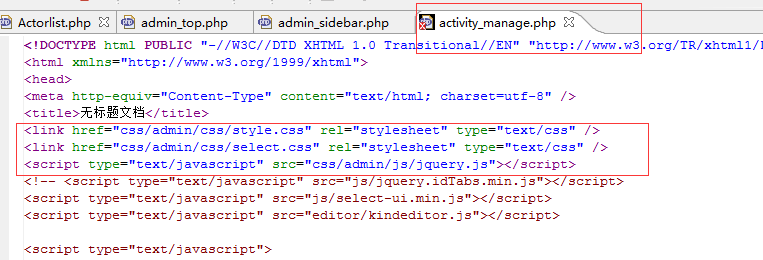 Actorlist.php admin_top.php admin_sidebar.php activity_manage.php
<!DOCTYPE html PUBLIC "-//W3C//DTD XHTML 1.0 Transitional//EN" "http://www.w3.org/TR/xhtml1/
<html xmlns="http://www.w3.org/1999/xhtml">
<head>
<meta http-equiv="Content-Type" content="text/html; charset=utf-8" />
<title>无标题文档</title>
<link href="css/admin/css/style.css" rel="stylesheet" type="text/css" />
<link href="css/admin/css/select.css" rel="stylesheet" type="text/css" />
<script type="text/javascript" src="css/admin/js/jquery.js"></script>
<!-- <script type="text/javascript" src="js/jquery.idTabs.min.js"></script>
<script type="text/javascript" src="js/select-ui.min.js"></script>
<script type="text/javascript" src="editor/kindeditor.js"></script>
<script type="text/javascript">